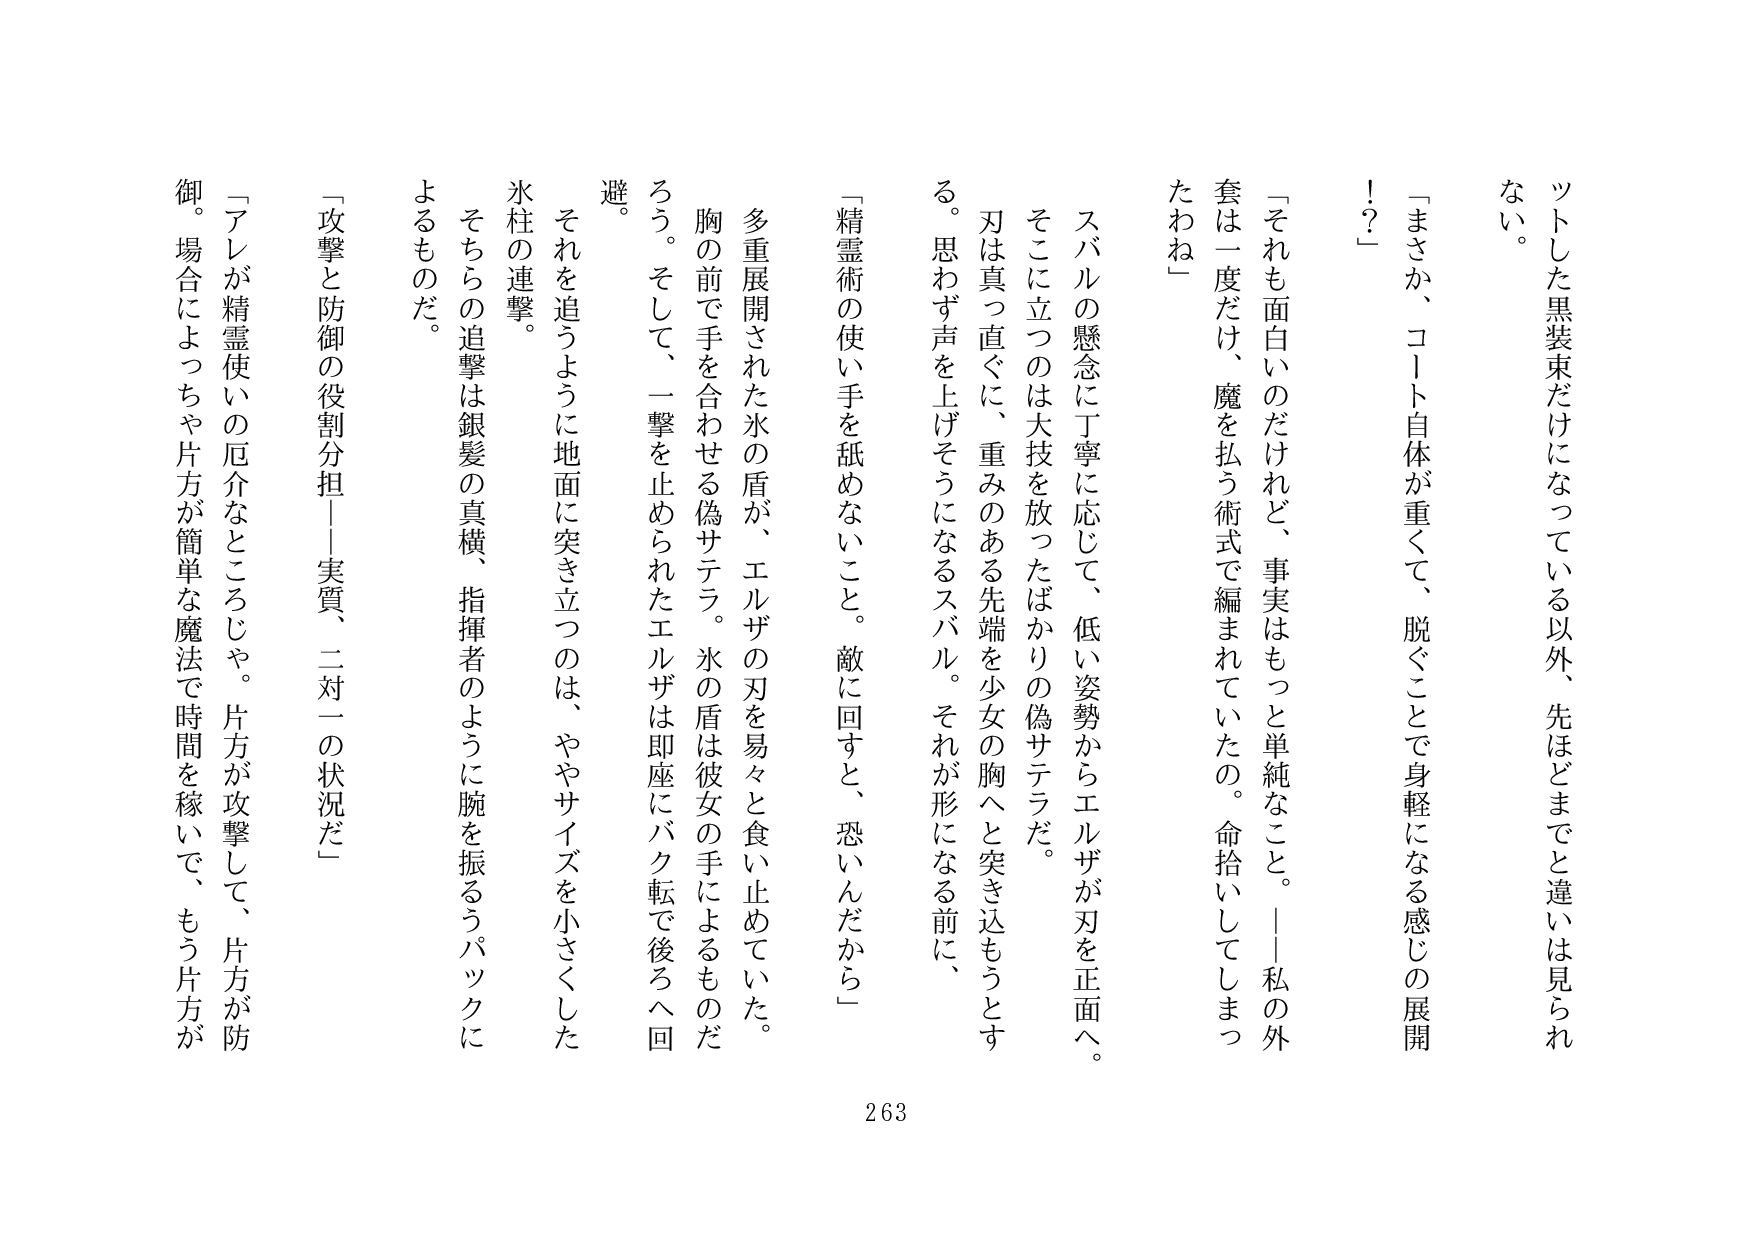 ットした黒装束だけになっている以外、先ほどまでと違いは見られ
ない。
「まさか、コート自体が重くて、脱ぐことで身軽になる感じの展開
！？」
「それも面白いのだけれど、事実はもっと単純なこと。――私の外
套は一度だけ、魔を払う術式で編まれていたの。命拾いしてしまっ
たわね」
スバルの懸念に丁寧に応じて、低い姿勢からエルザが刃を正面へ。
そこに立つのは大技を放ったばかりの偽サテラだ。
刃は真っ直ぐに、重みのある先端を少女の胸へと突き込もうとす
る。思わず声を上げそうになるスバル。それが形になる前に、
「精霊術の使い手を舐めないこと。敵に回すと、恐いんだから」
多重展開された氷の盾が、エルザの刃を易々と食い止めていた。
胸の前で手を合わせる偽サテラ。氷の盾は彼女の手によるものだ
ろう。そして、一撃を止められたエルザは即座にバク転で後ろへ回
避。
それを追うように地面に突き立つのは、ややサイズを小さくした
氷柱の連撃。
そちらの追撃は銀髪の真横、指揮者のように腕を振るうパックに
よるものだ。
「攻撃と防御の役割分担――実質、二対一の状況だ」
「アレが精霊使いの厄介なところじゃ。片方が攻撃して、片方が防
御。場合によっちゃ片方が簡単な魔法で時間を稼いで、もう片方が
263